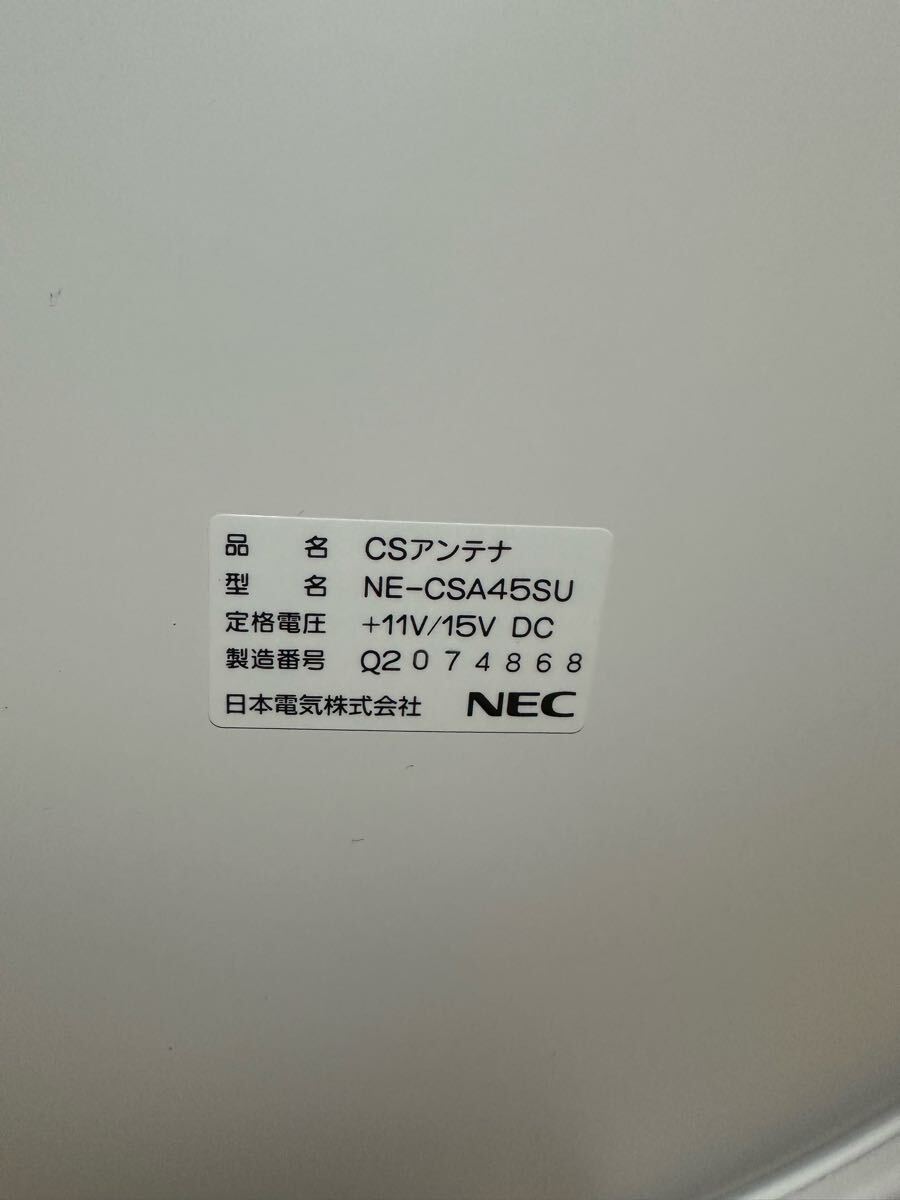 品 名 CSアンテナ
型 名 NE-CSA45SU
定格電圧 +11V/15V DC
製造番号 Q2074868
日本電気株式会社 NEC